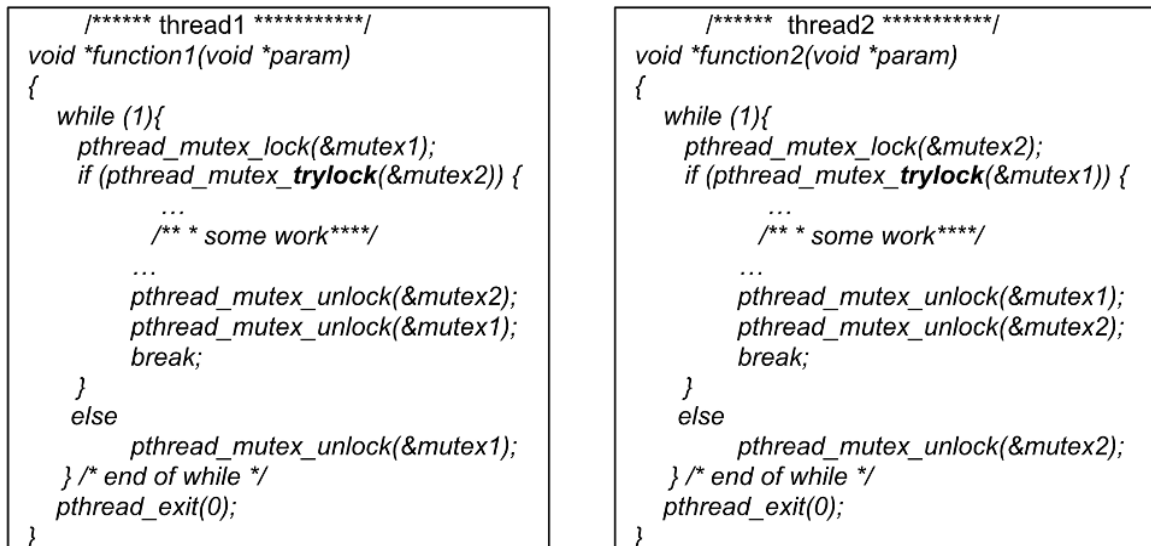 /****** thread1 ***********/
void *function1(void *param)
{
while (1){
pthread_mutex_lock(&mutex1);
if (pthread_mutex_trylock(&mutex2)) {
…
/** * some work****/
…
pthread_mutex_unlock(&mutex2);
pthread_mutex_unlock(&mutex1);
break;
}
else
pthread_mutex_unlock(&mutex1);
} /* end of while */
pthread_exit(0);
}
/****** thread2 ***********/
void *function2(void *param)
{
while (1){
pthread_mutex_lock(&mutex2);
if (pthread_mutex_trylock(&mutex1)) {
…
/** * some work****/
…
pthread_mutex_unlock(&mutex1);
pthread_mutex_unlock(&mutex2);
break;
}
else
pthread_mutex_unlock(&mutex2);
} /* end of while */
pthread_exit(0);
}